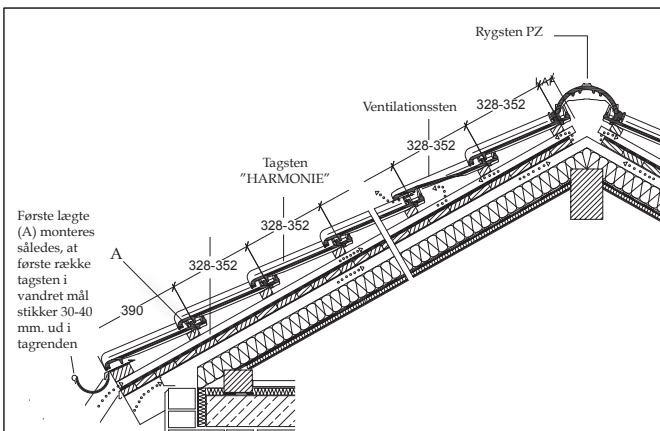 Rygsten PZ
Ventilationssten
328-352
328-352
Tagsten
"HARMONIE"
328-352
328-352
390
A
Første lægte
(A) monteres
således, at
første række
tagsten i
vandret mål
stikker 30-40
mm. ud i
tagrenden